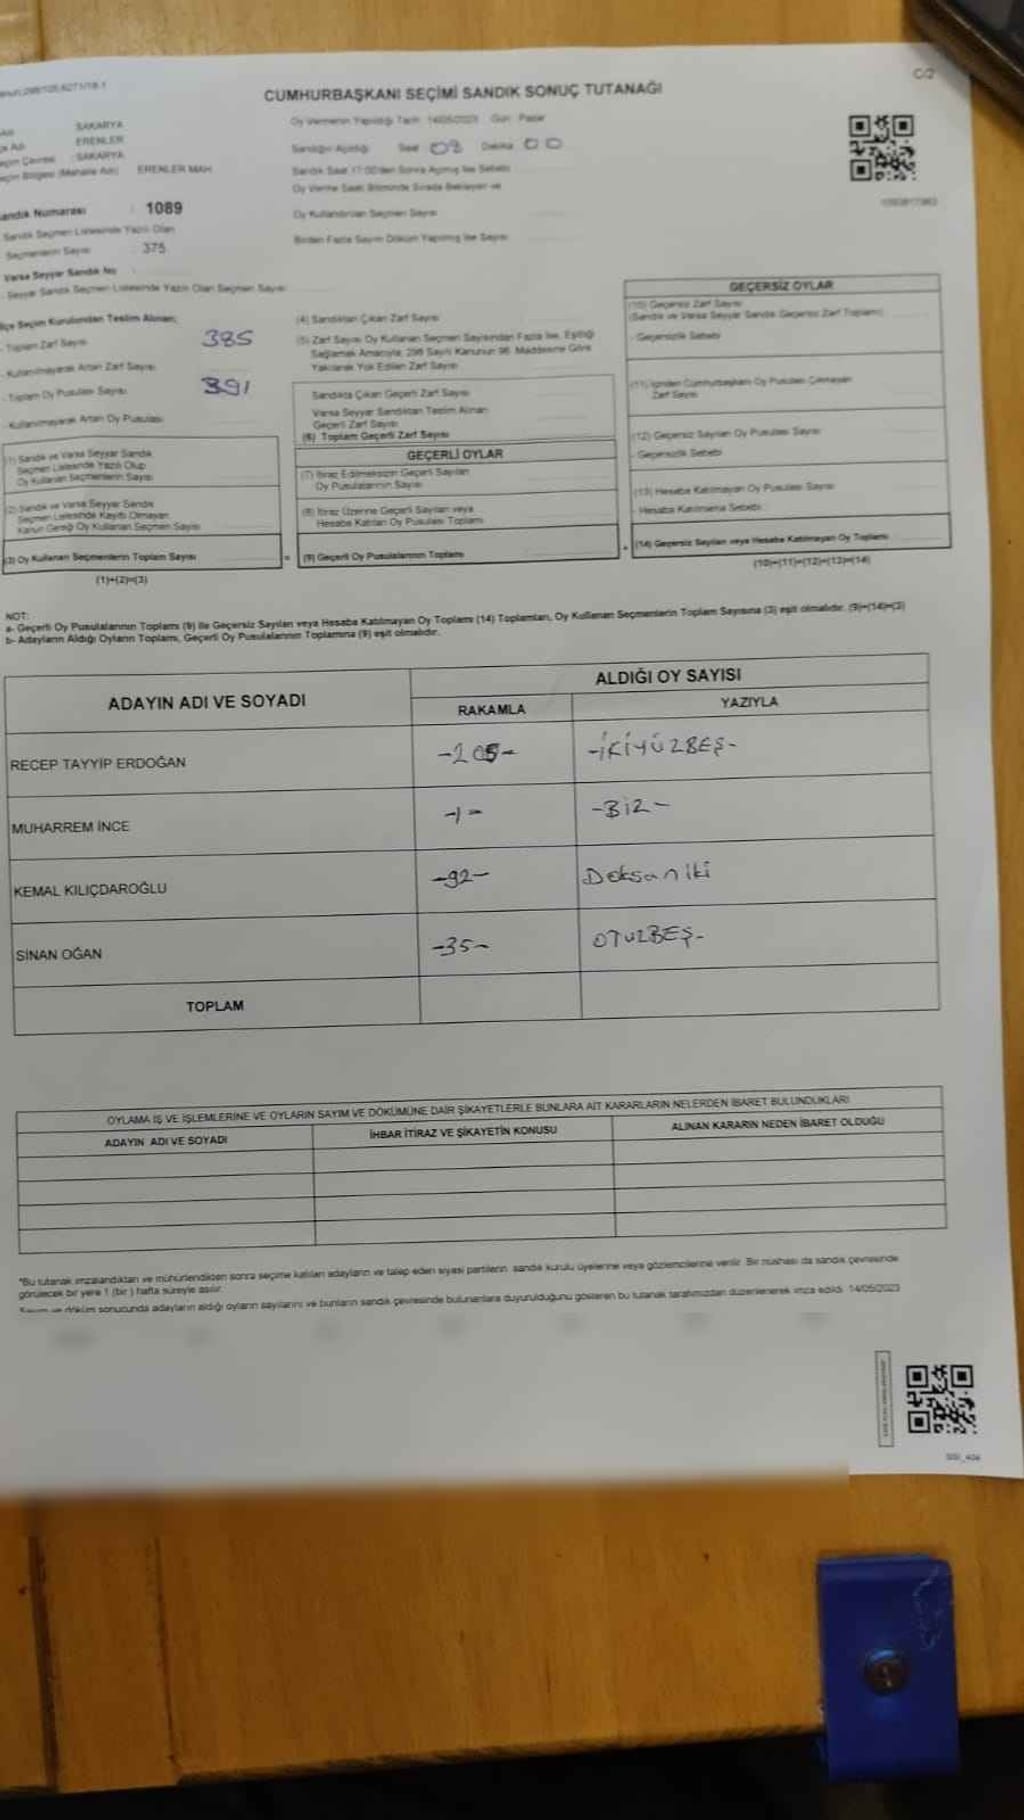 CUMHURBAŞKANI SEÇİMİ SANDIK SONUÇ TUTANAĞI
C/2
SAKARYA
ERENLER
SAKARYA
ERENLER MAH
Oy Vermenin Yapıldığı Tarih 14/05/2023 Gün Pazar
Sandığın Açıldığı Saat 08 Dakika 00
Sandık Saat 17:00'den Sonra Açılmış İse Sebebi
Oy Verme Saati Bitiminde Sırada Bekleyen ve
Oy Kullandırılan Seçmen Sayısı
Birden Fazla Sayım Döküm Yapılmış İse Sayısı
Sandık Numarası : 1089
Sandık Seçmen Listesinde Yazılı Olan
Seçmenlerin Sayısı 375
Varsa Seyyar Sandık No
Seyyar Sandık Seçmen Listesinde Yazılı Olan Seçmen Sayısı
İlçe Seçim Kurulundan Teslim Alınan;
- Toplam Zarf Sayısı 385
- Kullanılmayarak Artan Zarf Sayısı
- Toplam Oy Pusulası Sayısı 391
- Kullanılmayarak Artan Oy Pusulası
(1) Sandık ve Varsa Seyyar Sandık
Seçmen Listesinde Yazılı Olup
Oy Kullanan Seçmenlerin Sayısı
(2) Sandık ve Varsa Seyyar Sandık
Seçmen Listesinde Kayıtlı Olmayan
Kanun Gereği Oy Kullanan Seçmen Sayısı
(3) Oy Kullanan Seçmenlerin Toplam Sayısı
(1)+(2)=(3)
(4) Sandıktan Çıkan Zarf Sayısı
(5) Zarf Sayısı Oy Kullanan Seçmen Sayısından Fazla İse, Eşitliği
Sağlamak Amacıyla, 298 Sayılı Kanunun 98. Maddesine Göre
Yakılarak Yok Edilen Zarf Sayısı
Sandıkta Çıkan Geçerli Zarf Sayısı
Varsa Seyyar Sandıktan Teslim Alınan
Geçerli Zarf Sayısı
(6) Toplam Geçerli Zarf Sayısı
GEÇERLİ OYLAR
(7) İtiraz Edilmeksizin Geçerli Sayılan
Oy Pusulalarının Sayısı
(8) İtiraz Üzerine Geçerli Sayılan veya
Hesaba Katılan Oy Pusulası Toplamı
(9) Geçerli Oy Pusulalarının Toplamı
GEÇERSİZ OYLAR
(10) Geçersiz Zarf Sayısı
(Sandık ve Varsa Seyyar Sandık Geçersiz Zarf Toplamı)
- Geçersizlik Sebebi
(11) İçinden Cumhurbaşkanı Oy Pusulası Çıkmayan
Zarf Sayısı
(12) Geçersiz Sayılan Oy Pusulası Sayısı
- Geçersizlik Sebebi
(13) Hesaba Katılmayan Oy Pusulası Sayısı
- Hesaba Katılmama Sebebi
(14) Geçersiz Sayılan veya Hesaba Katılmayan Oy Toplamı
(10)+(11)+(12)+(13)=(14)
NOT:
a- Geçerli Oy Pusulalarının Toplamı (9) ile Geçersiz Sayılan veya Hesaba Katılmayan Oy Toplamı (14) Toplamları, Oy Kullanan Seçmenlerin Toplam Sayısına (3) eşit olmalıdır. (9)+(14)=(3)
b- Adayların Aldığı Oyların Toplamı, Geçerli Oy Pusulalarının Toplamına (9) eşit olmalıdır.
ADAYIN ADI VE SOYADI
ALDIĞI OY SAYISI
RAKAMLA YAZIYLA
RECEP TAYYİP ERDOĞAN -205- -İKİYÜZBEŞ-
MUHARREM İNCE -1- -BİR-
KEMAL KILIÇDAROĞLU -92- Doksan iki
SİNAN OĞAN -35- OTUZBEŞ-
TOPLAM
OYLAMA İŞ VE İŞLEMLERİNE VE OYLARIN SAYIM VE DÖKÜMÜNE DAİR ŞİKAYETLERLE BUNLARA AİT KARARLARIN NELERDEN İBARET BULUNDUKLARI
ADAYIN ADI VE SOYADI İHBAR İTİRAZ VE ŞİKAYETİN KONUSU ALINAN KARARIN NEDEN İBARET OLDUĞU
*Bu tutanak imzalandıktan ve mühürlendikten sonra seçime katılan adayların ve talep eden siyasi partilerin sandık kurulu üyelerine veya gözlemcilerine verilir. Bir nüshası da sandık çevresinde
görülecek bir yere 1 (bir) hafta süreyle asılır.
Sayım ve döküm sonucunda adayların aldığı oyların sayılarını ve bunların sandık çevresinde bulunanlara duyurulduğunu gösteren bu tutanak tarafımızdan düzenlenerek imza edildi. 14/05/2023